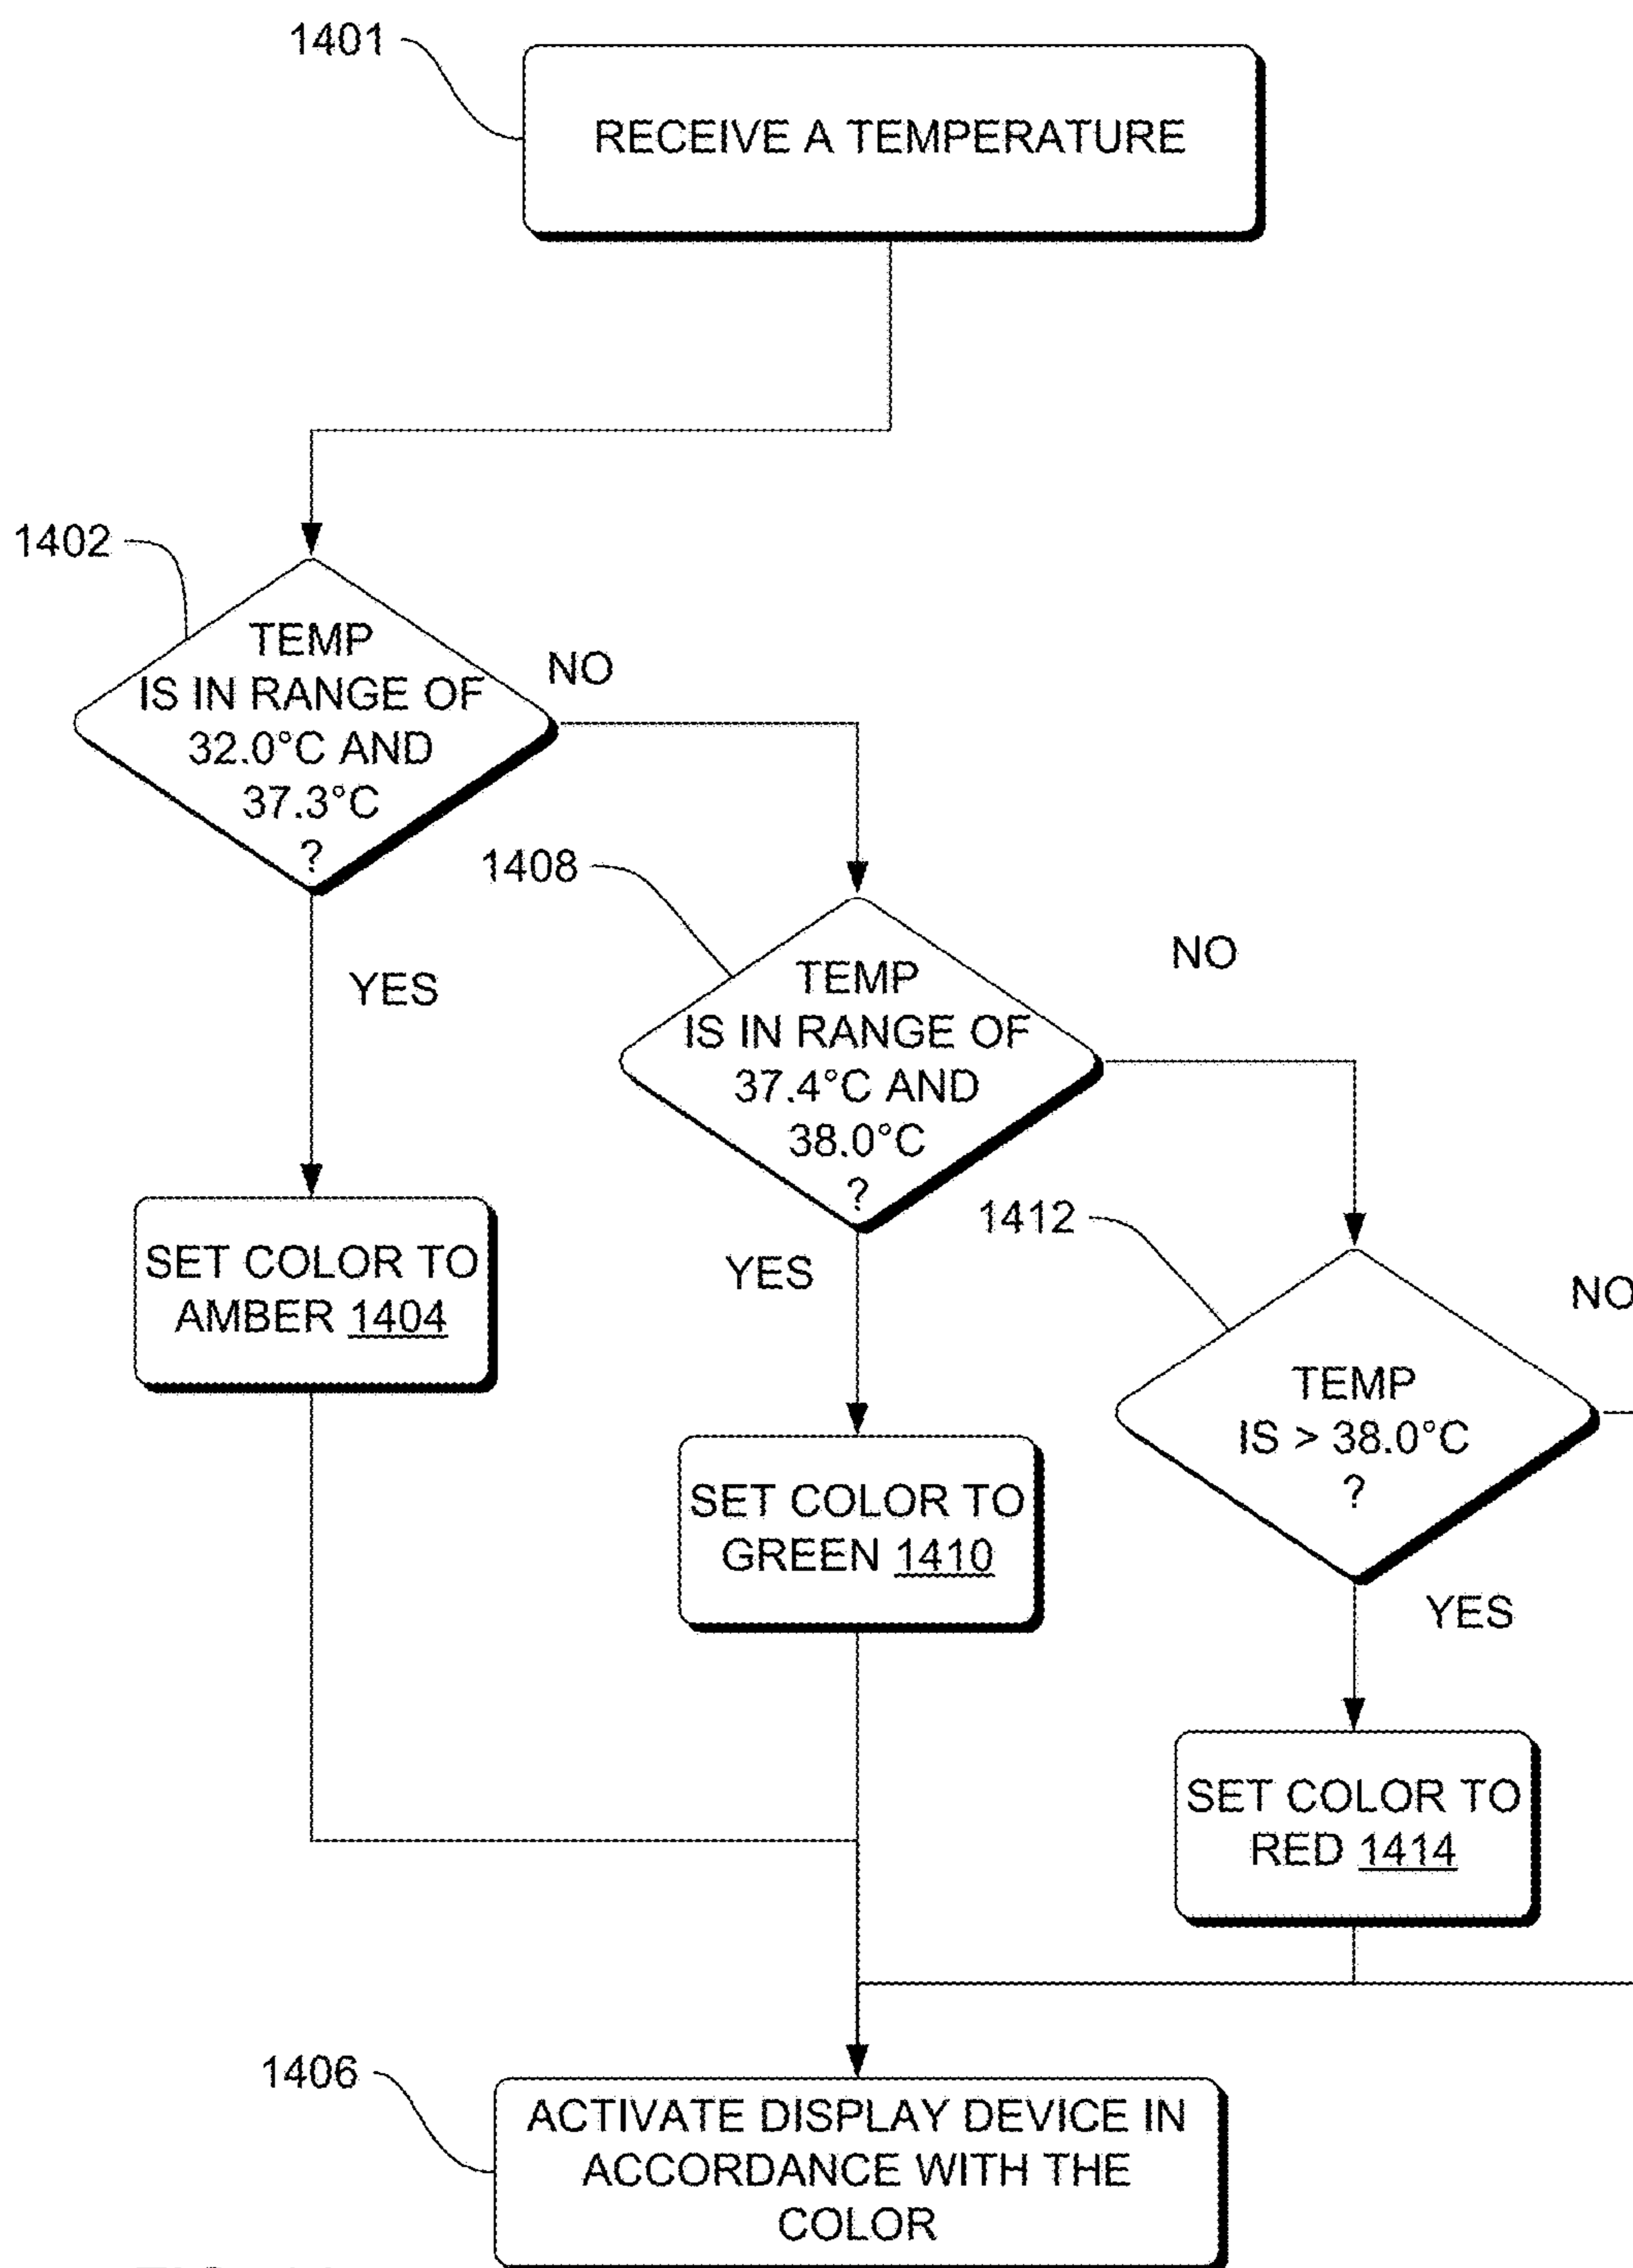 1401
RECEIVE A TEMPERATURE
1402
TEMP
IS IN RANGE OF
32.0°C AND
37.3°C
?
NO
YES
1408
TEMP
IS IN RANGE OF
37.4°C AND
38.0°C
?
NO
YES
1412
TEMP
IS > 38.0°C
?
NO
YES
SET COLOR TO
AMBER 1404
SET COLOR TO
GREEN 1410
SET COLOR TO
RED 1414
1406
ACTIVATE DISPLAY DEVICE IN
ACCORDANCE WITH THE
COLOR